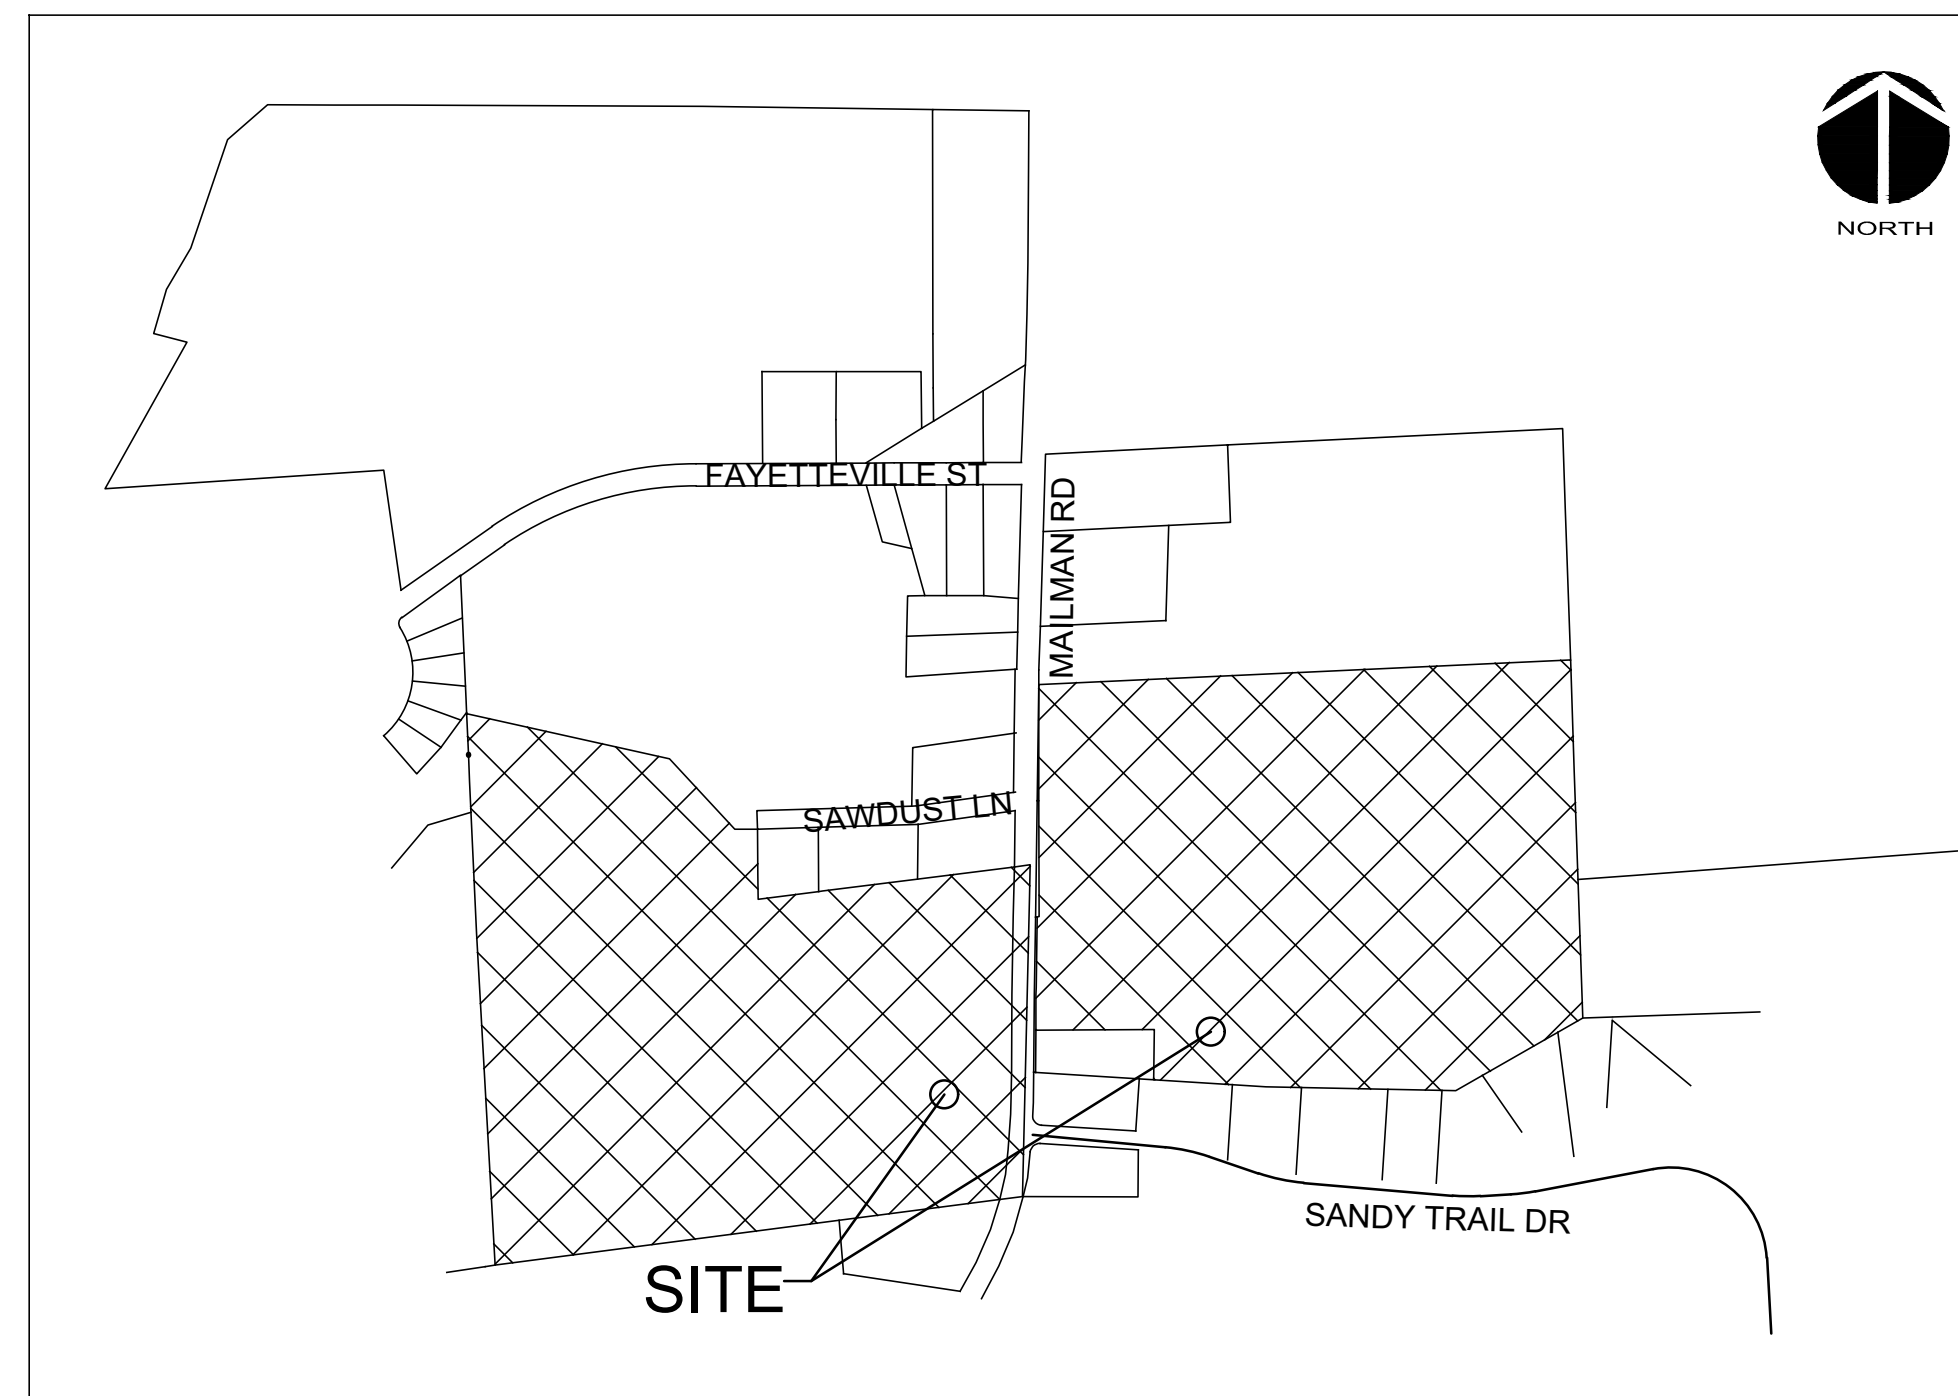 NORTH
FAYETTEVILLE ST
MAILMAN RD
SAWDUST LN
SANDY TRAIL DR
SITE